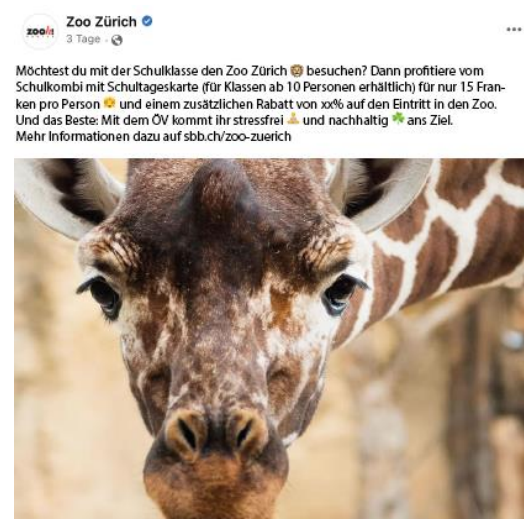 zoo
Zoo Zürich
3 Tage
Möchtest du mit der Schulklasse den Zoo Zürich 🦁 besuchen? Dann profitiere vom
Schulkombi mit Schultageskarte (für Klassen ab 10 Personen erhältlich) für nur 15 Fran-
ken pro Person 😌 und einem zusätzlichen Rabatt von xx% auf den Eintritt in den Zoo.
Und das Beste: Mit dem ÖV kommt ihr stressfrei 🧘 und nachhaltig ☘ ans Ziel.
Mehr Informationen dazu auf sbb.ch/zoo-zuerich